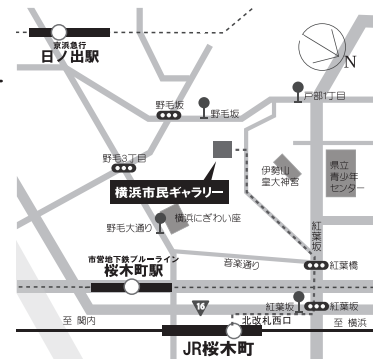 京浜急行
日ノ出駅
N
戸部1丁目
野毛坂
野毛坂
野毛3丁目
伊勢山
皇大神宮
県立
青少年
センター
横浜市民ギャラリー
横浜にぎわい座
野毛大通り
紅葉坂
音楽通り
市営地下鉄ブルーライン
桜木町駅
紅葉橋
16
紅葉坂
紅葉坂
至 関内
北改札西口
至 横浜
JR桜木町